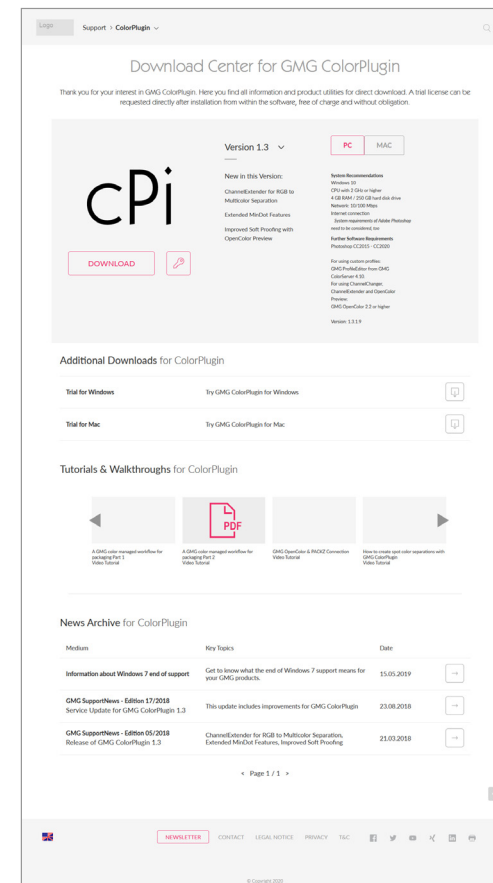 Logo
Support > ColorPlugin
Download Center for GMG ColorPlugin
Thank you for your interest in GMG ColorPlugin. Here you find all information and product utilities for direct download. A trial license can be
requested directly after installation from within the software, free of charge and without obligation.
cPi
DOWNLOAD
Version 1.3
New in this Version:
ChannelExtender for RGB to
Multicolor Separation
Extended MinDot Features
Improved Soft Proofing with
OpenColor Preview
PC
MAC
System Recommendations
Windows 10
CPU with 2 GHz or higher
4 GB RAM / 250 GB hard disk drive
Network: 10/100 Mbps
Internet connection
System requirements of Adobe Photoshop
need to be considered, too
Further Software Requirements
Photoshop CC2015 - CC2020
For using custom profiles:
GMG ProfileEditor from GMG
ColorServer 4.10
For using ChannelChanger,
ChannelExtender and OpenColor
Preview:
GMG OpenColor 2.2 or higher
Version: 1.3.1.9
Additional Downloads for ColorPlugin
Trial for Windows
Try GMG ColorPlugin for Windows
Trial for Mac
Try GMG ColorPlugin for Mac
Tutorials & Walkthroughs for ColorPlugin
PDF
A GMG color managed workflow for
packaging Part 1
Video Tutorial
A GMG color managed workflow for
packaging Part 2
Video Tutorial
GMG OpenColor & PACKZ Connection
Video Tutorial
How to create spot color separations with
GMG ColorPlugin
Video Tutorial
News Archive for ColorPlugin
Medium
Key Topics
Date
Information about Windows 7 end of support
Get to know what the end of Windows 7 support means for
your GMG products.
15.05.2019
GMG SupportNews - Edition 17/2018
Service Update for GMG ColorPlugin 1.3
This update includes improvements for GMG ColorPlugin
23.08.2018
GMG SupportNews - Edition 05/2018
Release of GMG ColorPlugin 1.3
ChannelExtender for RGB to Multicolor Separation,
Extended MinDot Features, Improved Soft Proofing
21.03.2018
< Page 1 / 1 >
NEWSLETTER
CONTACT
LEGAL NOTICE
PRIVACY
T&C
© Copyright 2020